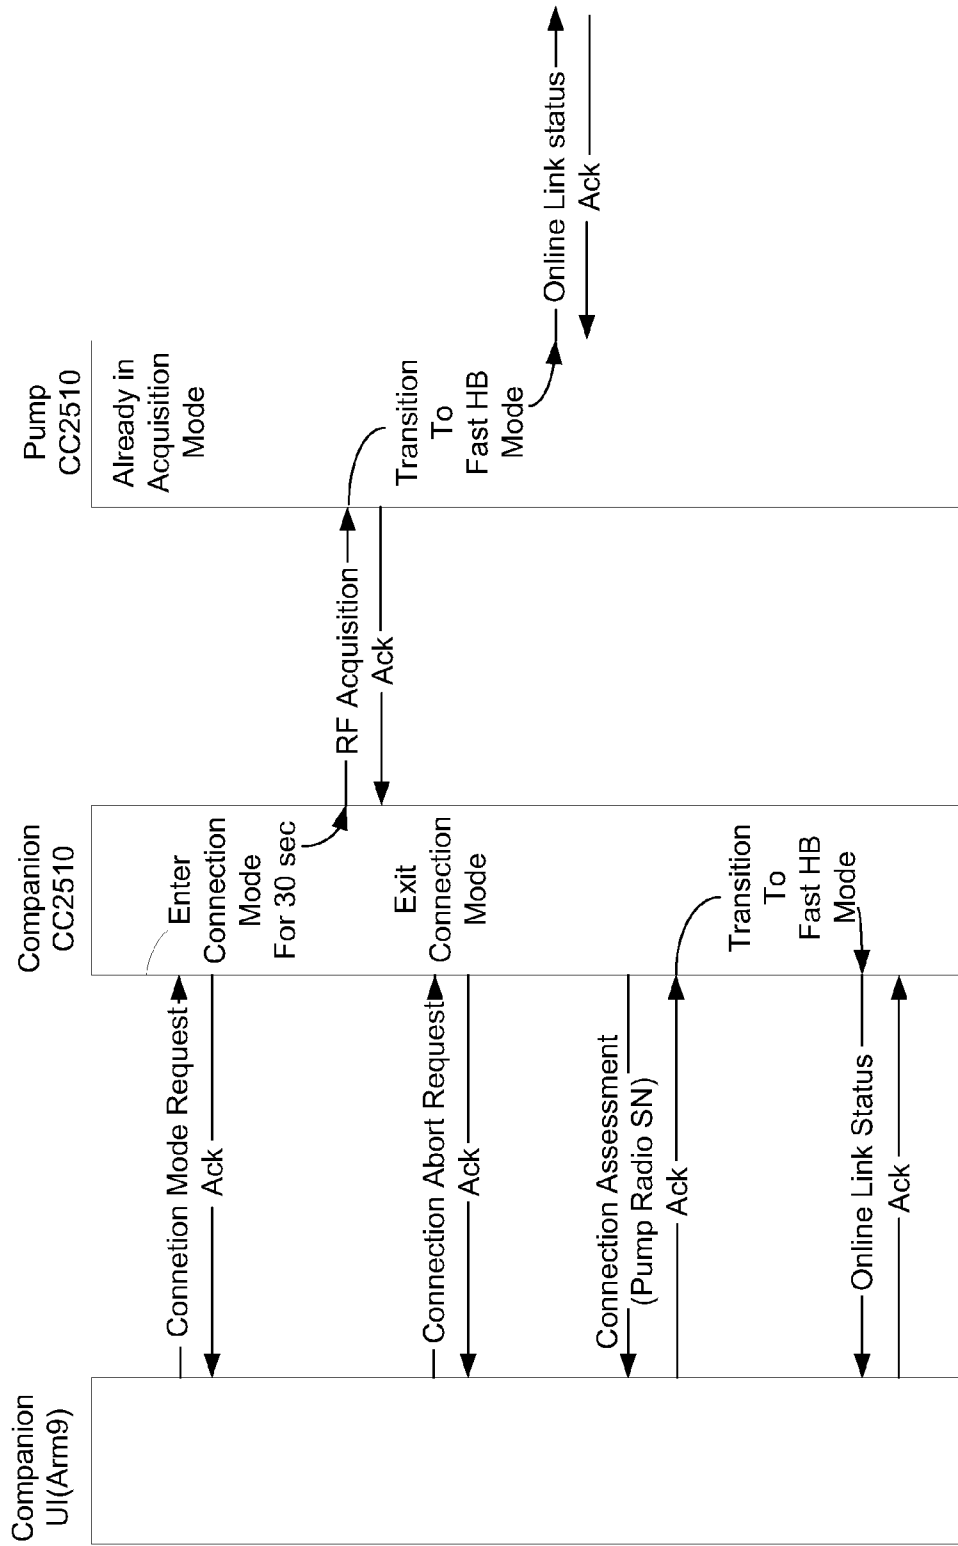 Companion
UI(Arm9)
Companion
CC2510
Pump
CC2510
Connetion Mode Request
Ack
Enter
Connection
Mode
For 30 sec
RF Acquisition
Ack
Already in
Acquisition
Mode
Transition
To
Fast HB
Mode
Online Link status
Ack
Connection Abort Request
Ack
Exit
Connection
Mode
Connection Assessment
(Pump Radio SN)
Ack
Transition
To
Fast HB
Mode
Online Link Status
Ack